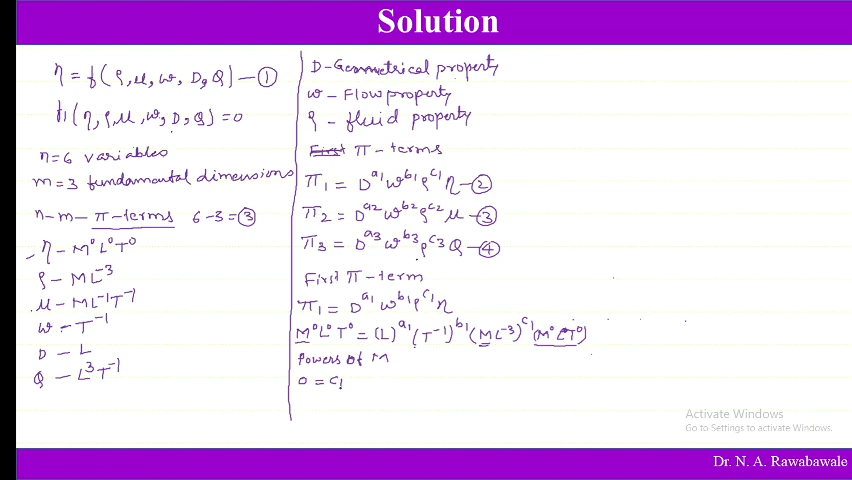 Solution
η = f(ρ, μ, ω, D, Q) — ①
f₁(η, ρ, μ, ω, D, Q) = 0
n = 6 variables
m = 3 fundamental dimensions
n - m - π-terms 6 - 3 = ③
η - M⁰L⁰T⁰
ρ - ML⁻³
μ - ML⁻¹T⁻¹
ω - T⁻¹
D - L
Q - L³T⁻¹
D - Geometrical property
ω - Flow property
ρ - fluid property
First π - terms
π₁ = D^a₁ ω^b₁ ρ^c₁ η — ②
π₂ = D^a₂ ω^b₂ ρ^c₂ μ — ③
π₃ = D^a₃ ω^b₃ ρ^c₃ Q — ④
First π - term
π₁ = D^a₁ ω^b₁ ρ^c₁ η
M⁰L⁰T⁰ = (L)^a₁ (T⁻¹)^b₁ (ML⁻³)^c₁ (M⁰L⁰T⁰)
Powers of M
0 = c₁
Activate Windows
Go to Settings to activate Windows.
Dr. N. A. Rawabawale